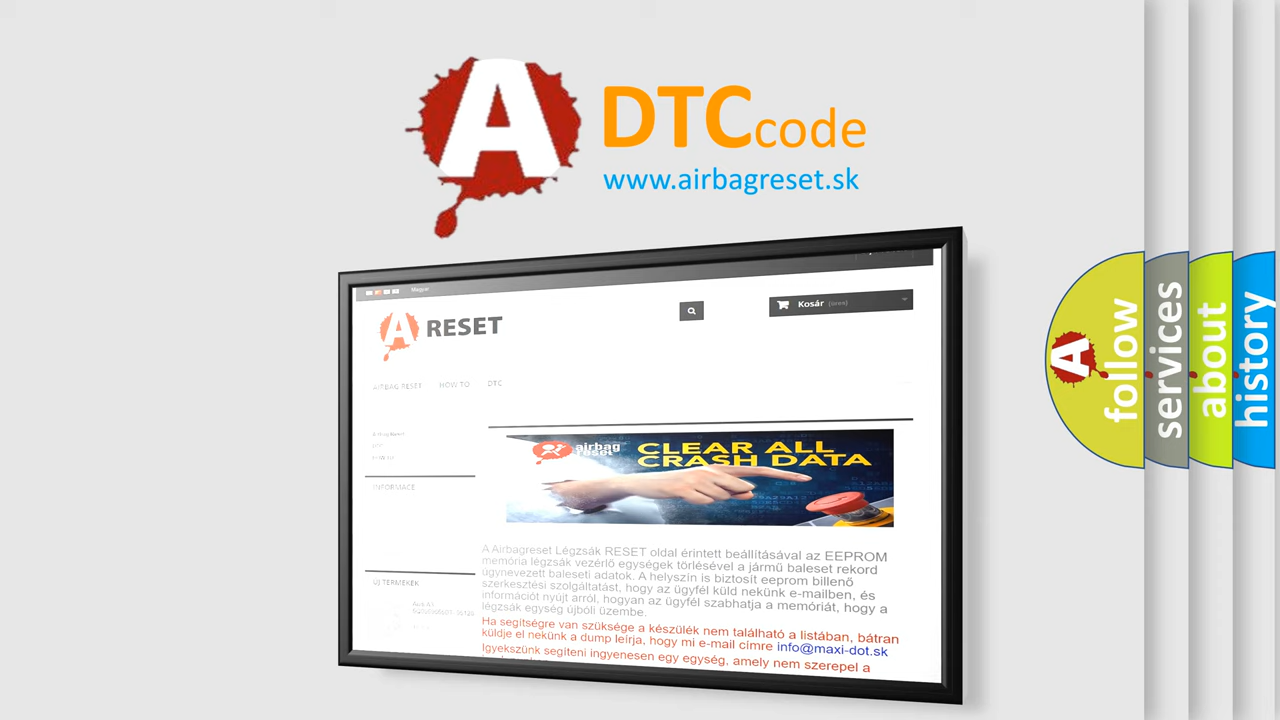 A
DTCcode
www.airbagreset.sk
Magyar
Kosár (üres)
A RESET
AIRBAG RESET HOW TO DTC
INFORMACE
airbag
reset
CLEAR ALL
CRASH DATA
A Airbagreset Légzsák RESET oldal érintett beállításával az EEPROM
memória légzsák vezérlő egységek törlésével a jármű baleset rekord
úgynevezett baleseti adatok. A helyszín is biztosít eeprom billenő
szerkesztési szolgáltatást, hogy az ügyfél küld nekünk e-mailben, és
információt nyújt arról, hogyan az ügyfél szabhatja a memóriát, hogy a
légzsák egység újbóli üzembe.
Ha segítségre van szüksége a készülék nem található a listában, bátran
küldje el nekünk a dump leírja, hogy mi e-mail címre info@maxi-dot.sk
Igyekszünk segíteni ingyenesen egy egység, amely nem szerepel a
ÚJ TERMÉKEK
A
follow
services
about
history